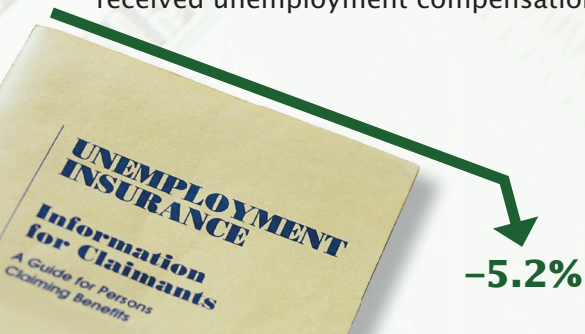 received unemployment compensation
UNEMPLOYMENT
INSURANCE
Information
for Claimants
A Guide for Persons
Claiming Benefits
–5.2%